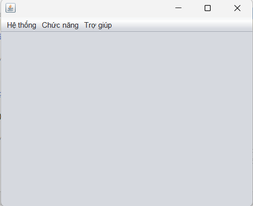 Hệ thống Chức năng Trợ giúp